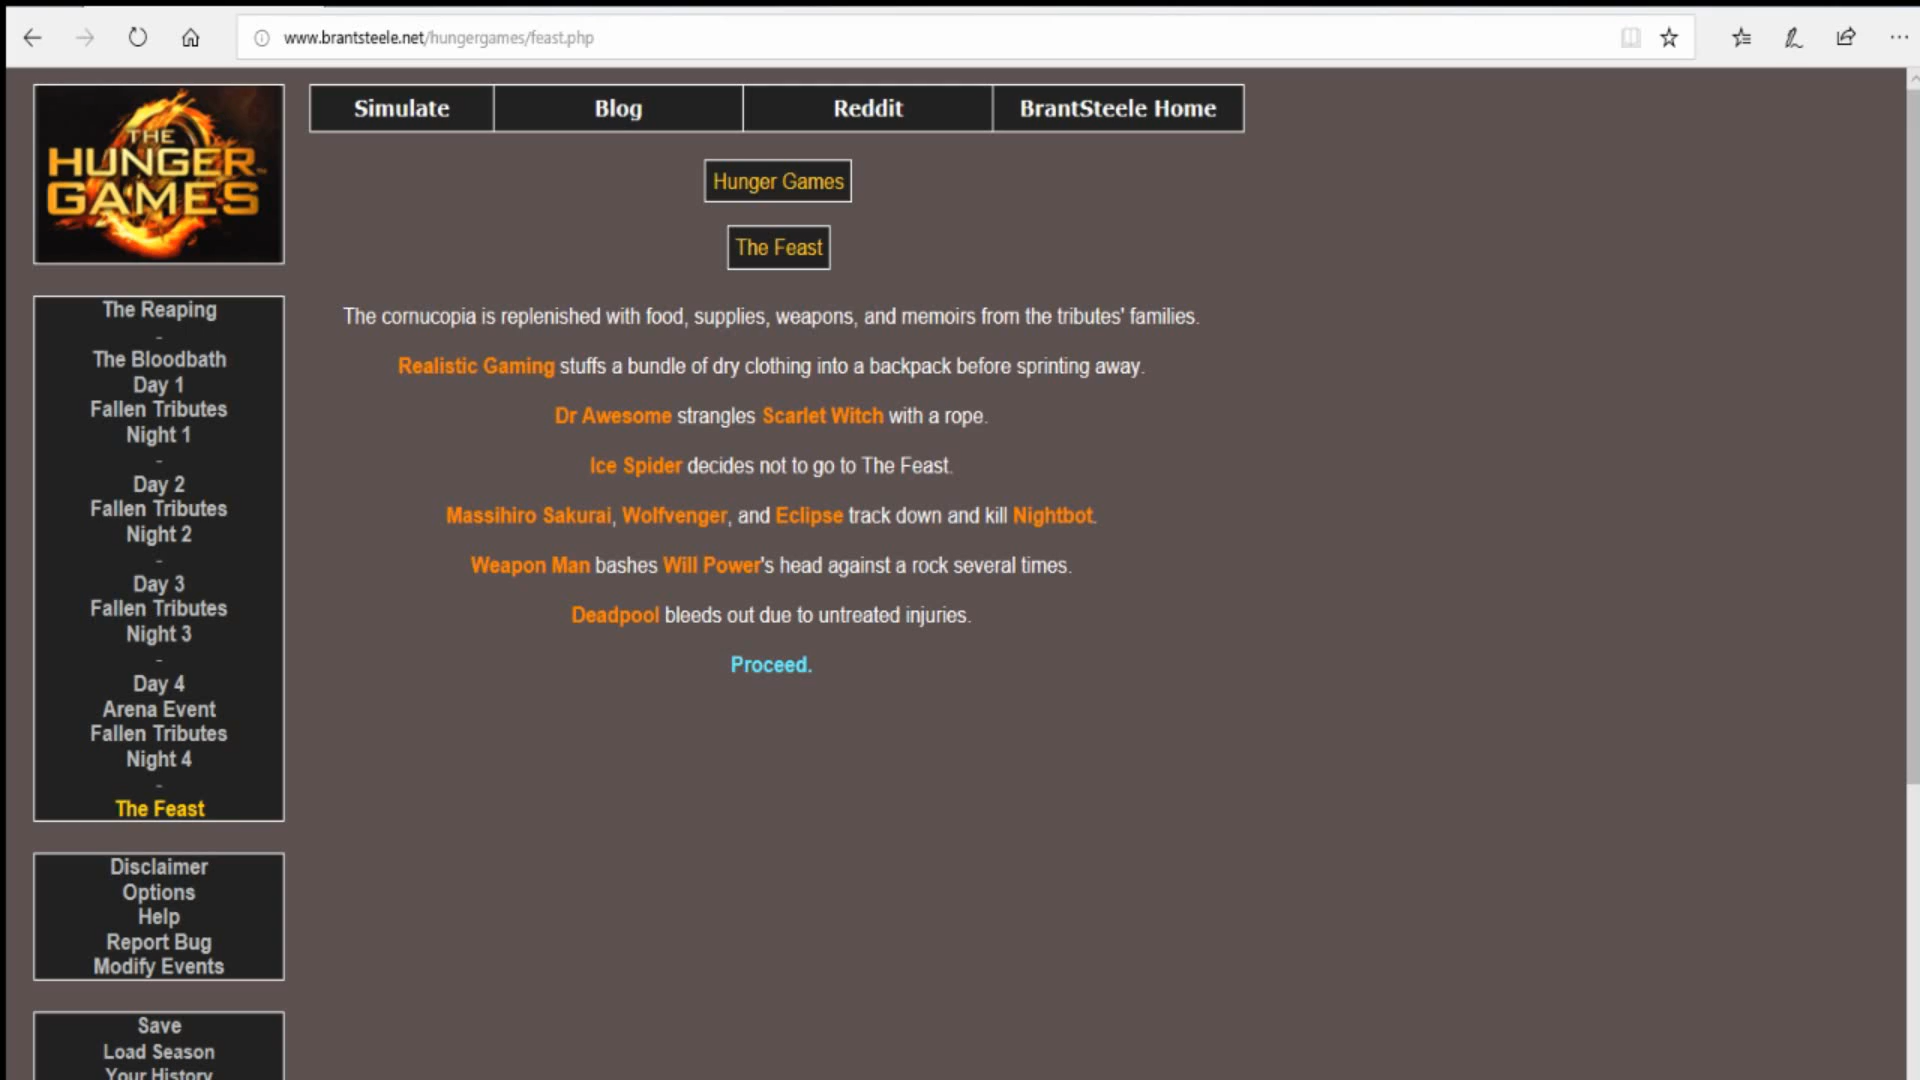 www.brantsteele.net/hungergames/feast.php
THE
HUNGER
GAMES
Simulate
Blog
Reddit
BrantSteele Home
Hunger Games
The Feast
The cornucopia is replenished with food, supplies, weapons, and memoirs from the tributes' families.
Realistic Gaming stuffs a bundle of dry clothing into a backpack before sprinting away.
Dr Awesome strangles Scarlet Witch with a rope.
Ice Spider decides not to go to The Feast.
Massihiro Sakurai, Wolfvenger, and Eclipse track down and kill Nightbot.
Weapon Man bashes Will Power's head against a rock several times.
Deadpool bleeds out due to untreated injuries.
Proceed.
The Reaping
-
The Bloodbath
Day 1
Fallen Tributes
Night 1
-
Day 2
Fallen Tributes
Night 2
-
Day 3
Fallen Tributes
Night 3
-
Day 4
Arena Event
Fallen Tributes
Night 4
-
The Feast
Disclaimer
Options
Help
Report Bug
Modify Events
Save
Load Season
Your History